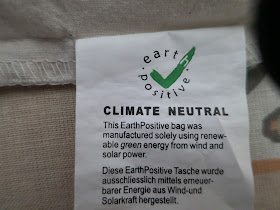 earth
positive
CLIMATE NEUTRAL
This EarthPositive bag was
manufactured solely using renew-
able green energy from wind and
solar power.
Diese EarthPositive Tasche wurde
ausschliesslich mittels erneuer-
barer Energie aus Wind-und
Solarkraft hergestellt.